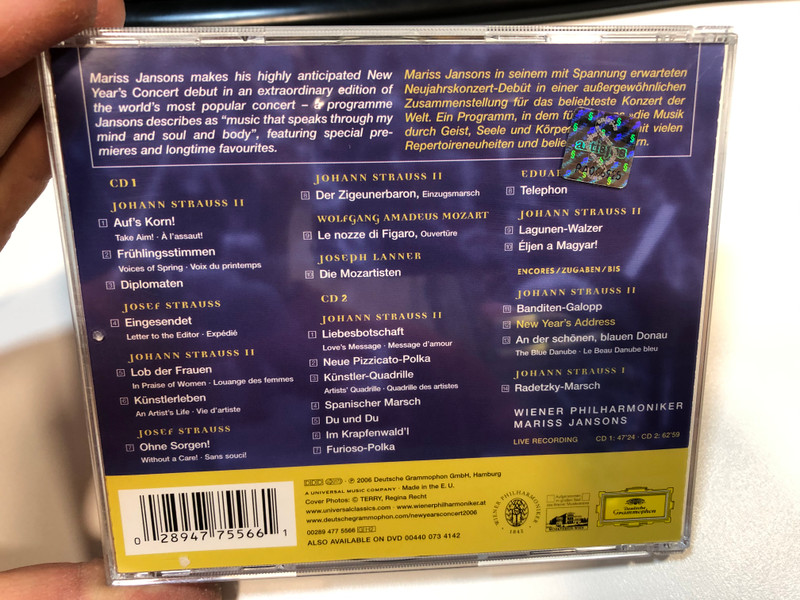 Mariss Jansons makes his highly anticipated New
Year's Concert debut in an extraordinary edition of
the world's most popular concert – a programme
Jansons describes as "music that speaks through my
mind and soul and body", featuring special pre-
mieres and longtime favourites.
Mariss Jansons in seinem mit Spannung erwarteten
Neujahrskonzert-Debüt in einer außergewöhnlichen
Zusammenstellung für das beliebteste Konzert der
Welt. Ein Programm, in dem »die Musik
durch Geist, Seele und mit vielen
Repertoireneuheiten und
CD 1
JOHANN STRAUSS II
1 Auf's Korn!
Take Aim! · À l'assaut!
2 Frühlingsstimmen
Voices of Spring · Voix du printemps
3 Diplomaten
JOSEF STRAUSS
4 Eingesendet
Letter to the Editor · Expédié
JOHANN STRAUSS II
5 Lob der Frauen
In Praise of Women · Louange des femmes
6 Künstlerleben
An Artist's Life · Vie d'artiste
JOSEF STRAUSS
7 Ohne Sorgen!
Without a Care! · Sans souci!
JOHANN STRAUSS II
8 Der Zigeunerbaron, Einzugsmarsch
WOLFGANG AMADEUS MOZART
9 Le nozze di Figaro, Ouvertüre
JOSEPH LANNER
10 Die Mozartisten
CD 2
JOHANN STRAUSS II
1 Liebesbotschaft
Love's Message · Message d'amour
2 Neue Pizzicato-Polka
3 Künstler-Quadrille
Artists' Quadrille · Quadrille des artistes
4 Spanischer Marsch
5 Du und Du
6 Im Krapfenwald'l
7 Furioso-Polka
8 Telephon
JOHANN STRAUSS II
9 Lagunen-Walzer
10 Éljen a Magyar!
ENCORES/ZUGABEN/BIS
JOHANN STRAUSS II
11 Banditen-Galopp
12 New Year's Address
13 An der schönen, blauen Donau
The Blue Danube · Le Beau Danube bleu
JOHANN STRAUSS I
14 Radetzky-Marsch
WIENER PHILHARMONIKER
MARISS JANSONS
LIVE RECORDING CD 1: 47'24 · CD 2: 62'59
0 28947 75566 1
℗ 2006 Deutsche Grammophon GmbH, Hamburg
A UNIVERSAL MUSIC COMPANY · Made in the E. U.
Cover Photos: © TERRY, Regina Recht
www.universalclassics.com · www.wienerphilharmoniker.at
www.deutschegrammophon.com/newyearsconcert2006
00289 477 5566
ALSO AVAILABLE ON DVD 00440 073 4142
WIENER PHILHARMONIKER
1842
Deutsche
Grammophon